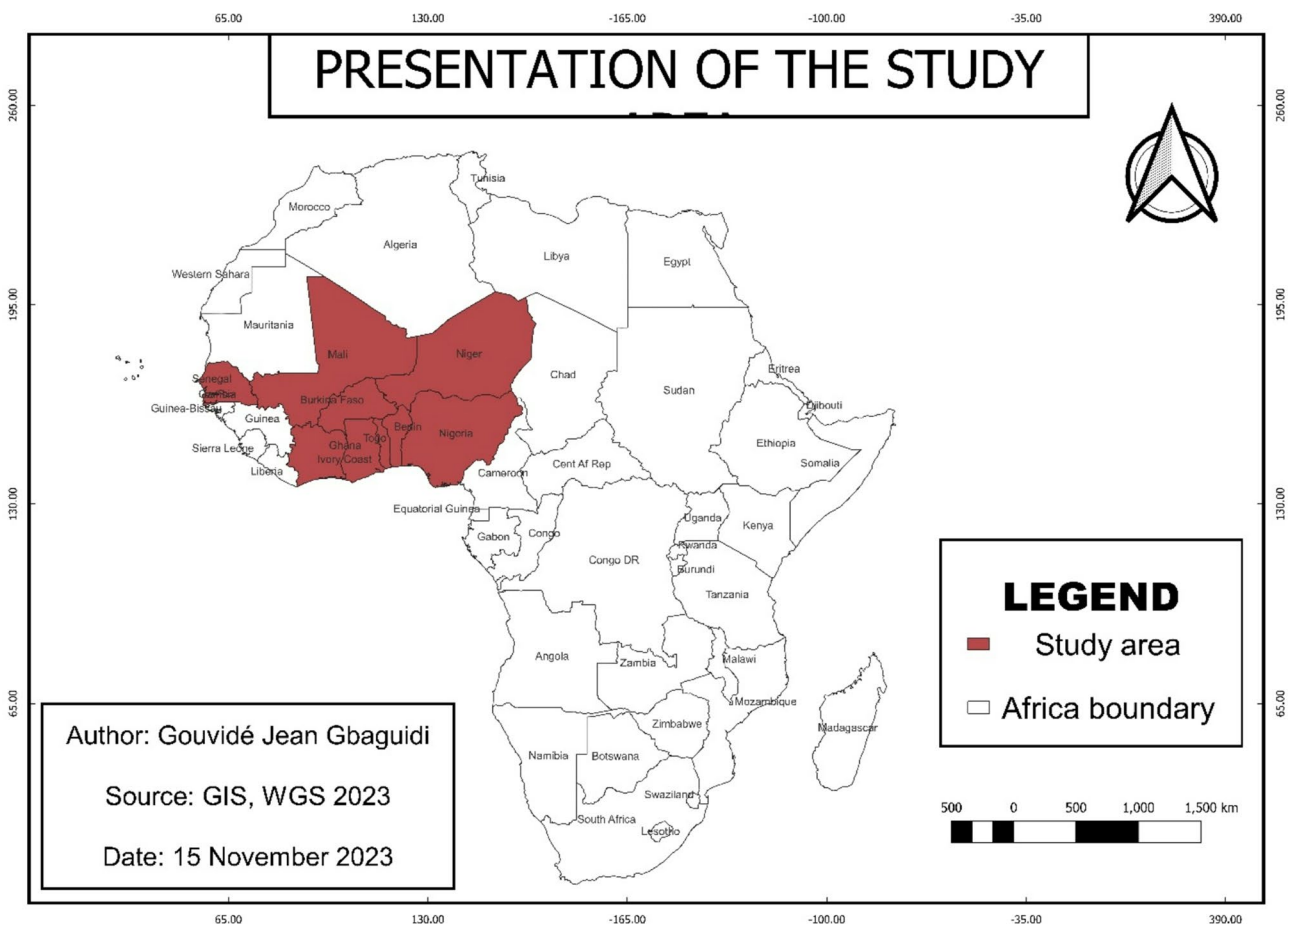 65.00 130.00 -165.00 -100.00 -35.00 390.00
PRESENTATION OF THE STUDY
260.00 260.00
Tunisia
Morocco
Algeria
Libya
Egypt
Western Sahara
195.00 195.00
Mauritania
Mali
Niger
Chad
Eritrea
Senegal
Sudan
Gambia
Burkina Faso
Djibouti
Guinea-Bissau
Guinea
Benin
Nigeria
Togo
Ghana
Ethiopia
Sierra Leone
Ivory Coast
Cent Af Rep
Somalia
Liberia
Cameroon
130.00 130.00
Equatorial Guinea
Uganda
Kenya
Gabon
Congo
Rwanda
Congo DR
Burundi
Tanzania
LEGEND
Study area
Angola
Zambia
Malawi
Mozambique
65.00 65.00
Africa boundary
Zimbabwe
Madagascar
Author: Gouvidé Jean Gbaguidi
Namibia
Botswana
Source: GIS, WGS 2023
Swaziland
500 0 500 1,000 1,500 km
South Africa
Lesotho
Date: 15 November 2023
65.00 130.00 -165.00 -100.00 -35.00 390.00